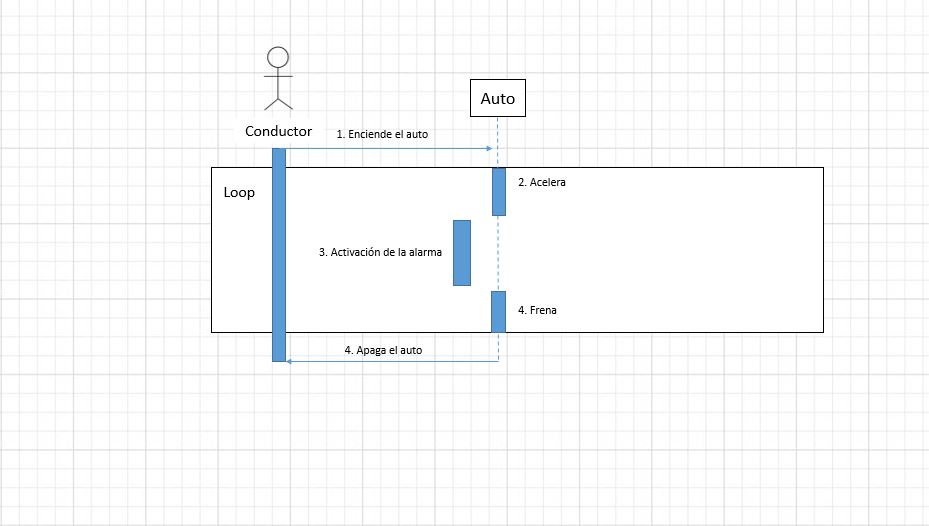 Auto
Conductor
1. Enciende el auto
Loop
2. Acelera
3. Activación de la alarma
4. Frena
4. Apaga el auto